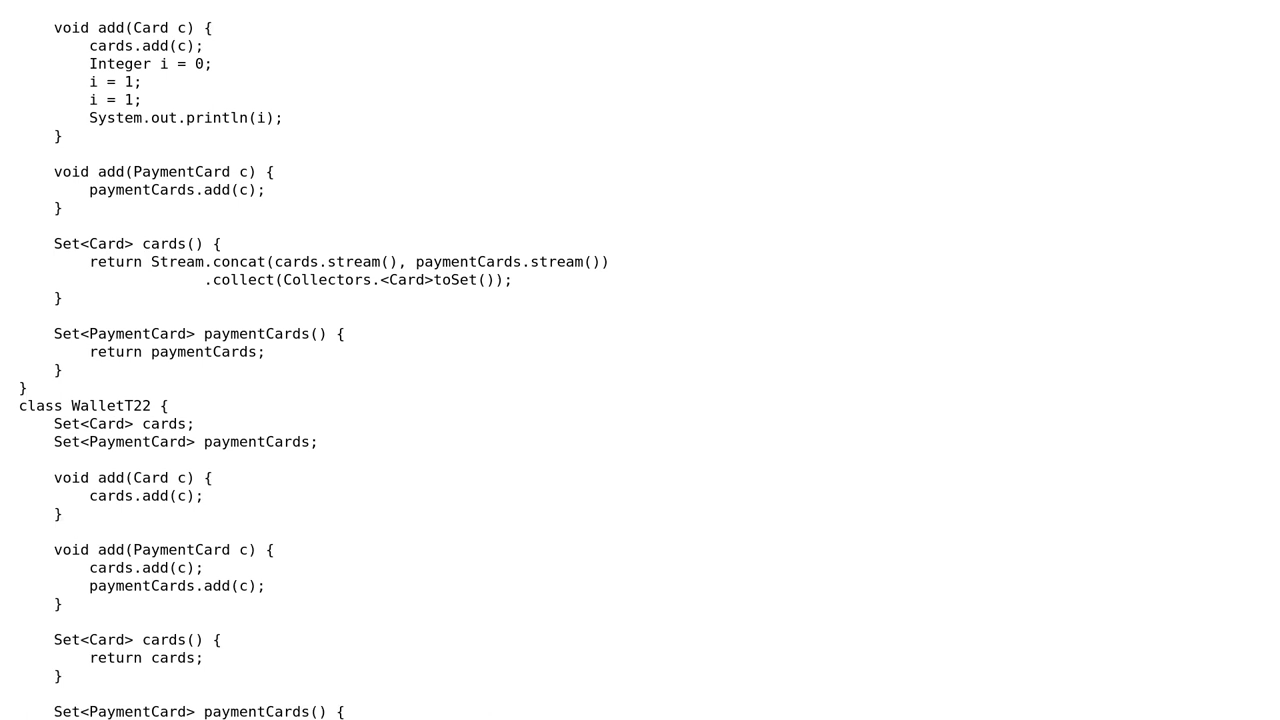 void add(Card c) {
        cards.add(c);
        Integer i = 0;
        i = 1;
        i = 1;
        System.out.println(i);
    }

    void add(PaymentCard c) {
        paymentCards.add(c);
    }

    Set<Card> cards() {
        return Stream.concat(cards.stream(), paymentCards.stream())
                     .collect(Collectors.<Card>toSet());
    }

    Set<PaymentCard> paymentCards() {
        return paymentCards;
    }
}
class WalletT22 {
    Set<Card> cards;
    Set<PaymentCard> paymentCards;

    void add(Card c) {
        cards.add(c);
    }

    void add(PaymentCard c) {
        cards.add(c);
        paymentCards.add(c);
    }

    Set<Card> cards() {
        return cards;
    }

    Set<PaymentCard> paymentCards() {